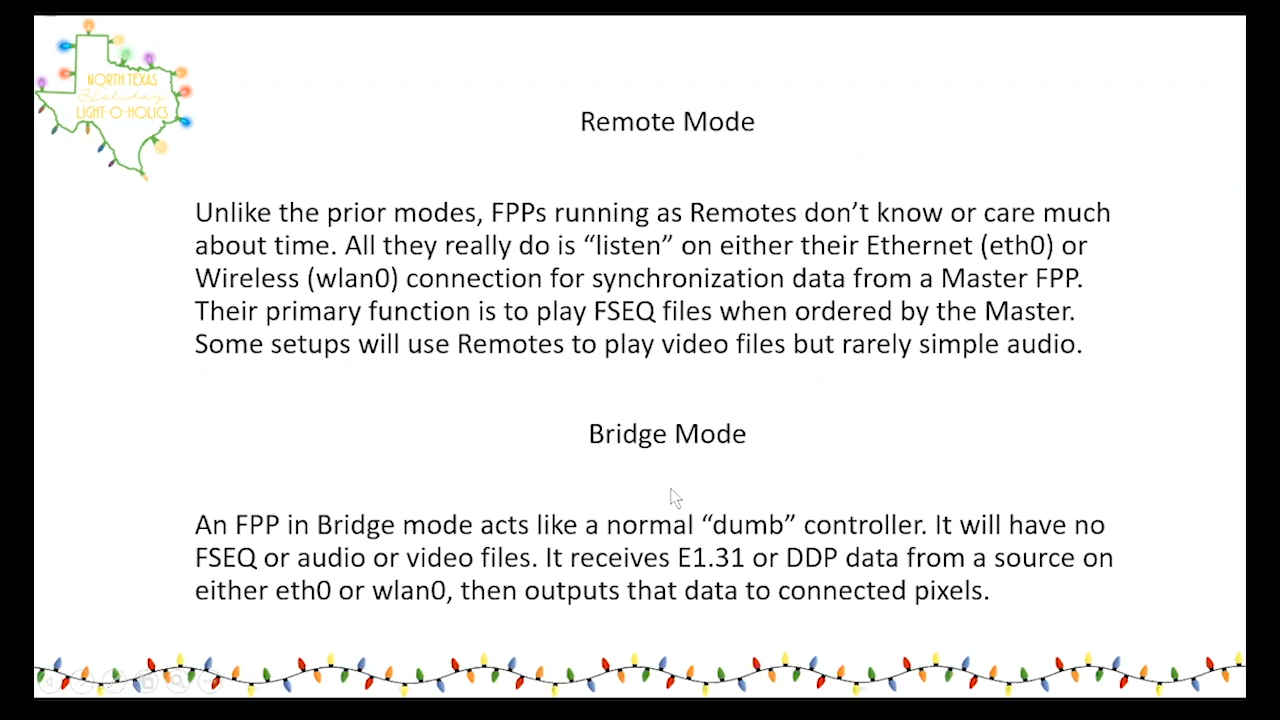 NORTH TEXAS
Holiday
LIGHT-O-HOLICS
Remote Mode
Unlike the prior modes, FPPs running as Remotes don’t know or care much
about time. All they really do is “listen” on either their Ethernet (eth0) or
Wireless (wlan0) connection for synchronization data from a Master FPP.
Their primary function is to play FSEQ files when ordered by the Master.
Some setups will use Remotes to play video files but rarely simple audio.
Bridge Mode
An FPP in Bridge mode acts like a normal “dumb” controller. It will have no
FSEQ or audio or video files. It receives E1.31 or DDP data from a source on
either eth0 or wlan0, then outputs that data to connected pixels.